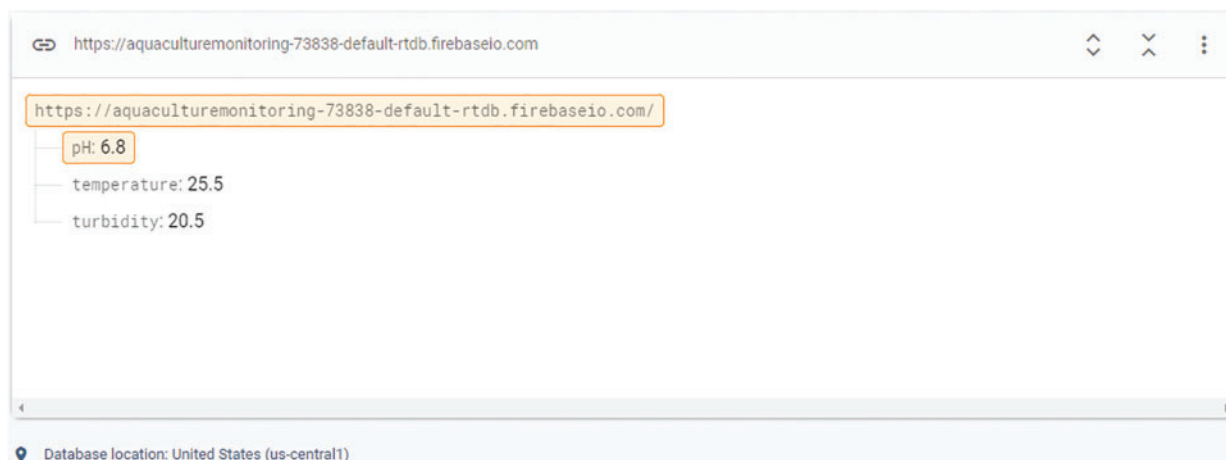 https://aquaculturemonitoring-73838-default-rtdb.firebaseio.com
https://aquaculturemonitoring-73838-default-rtdb.firebaseio.com/
pH: 6.8
temperature: 25.5
turbidity: 20.5
Database location: United States (us-central1)